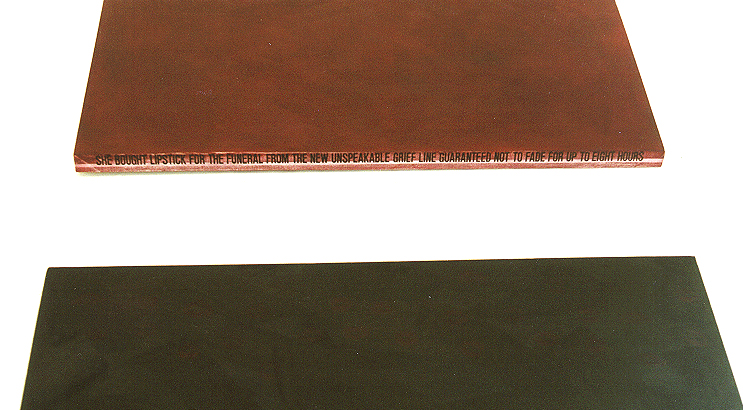 SHE BOUGHT LIPSTICK FOR THE FUNERAL FROM THE NEW UNSPEAKABLE GRIEF LINE GUARANTEED NOT TO FADE FOR UP TO EIGHT HOURS